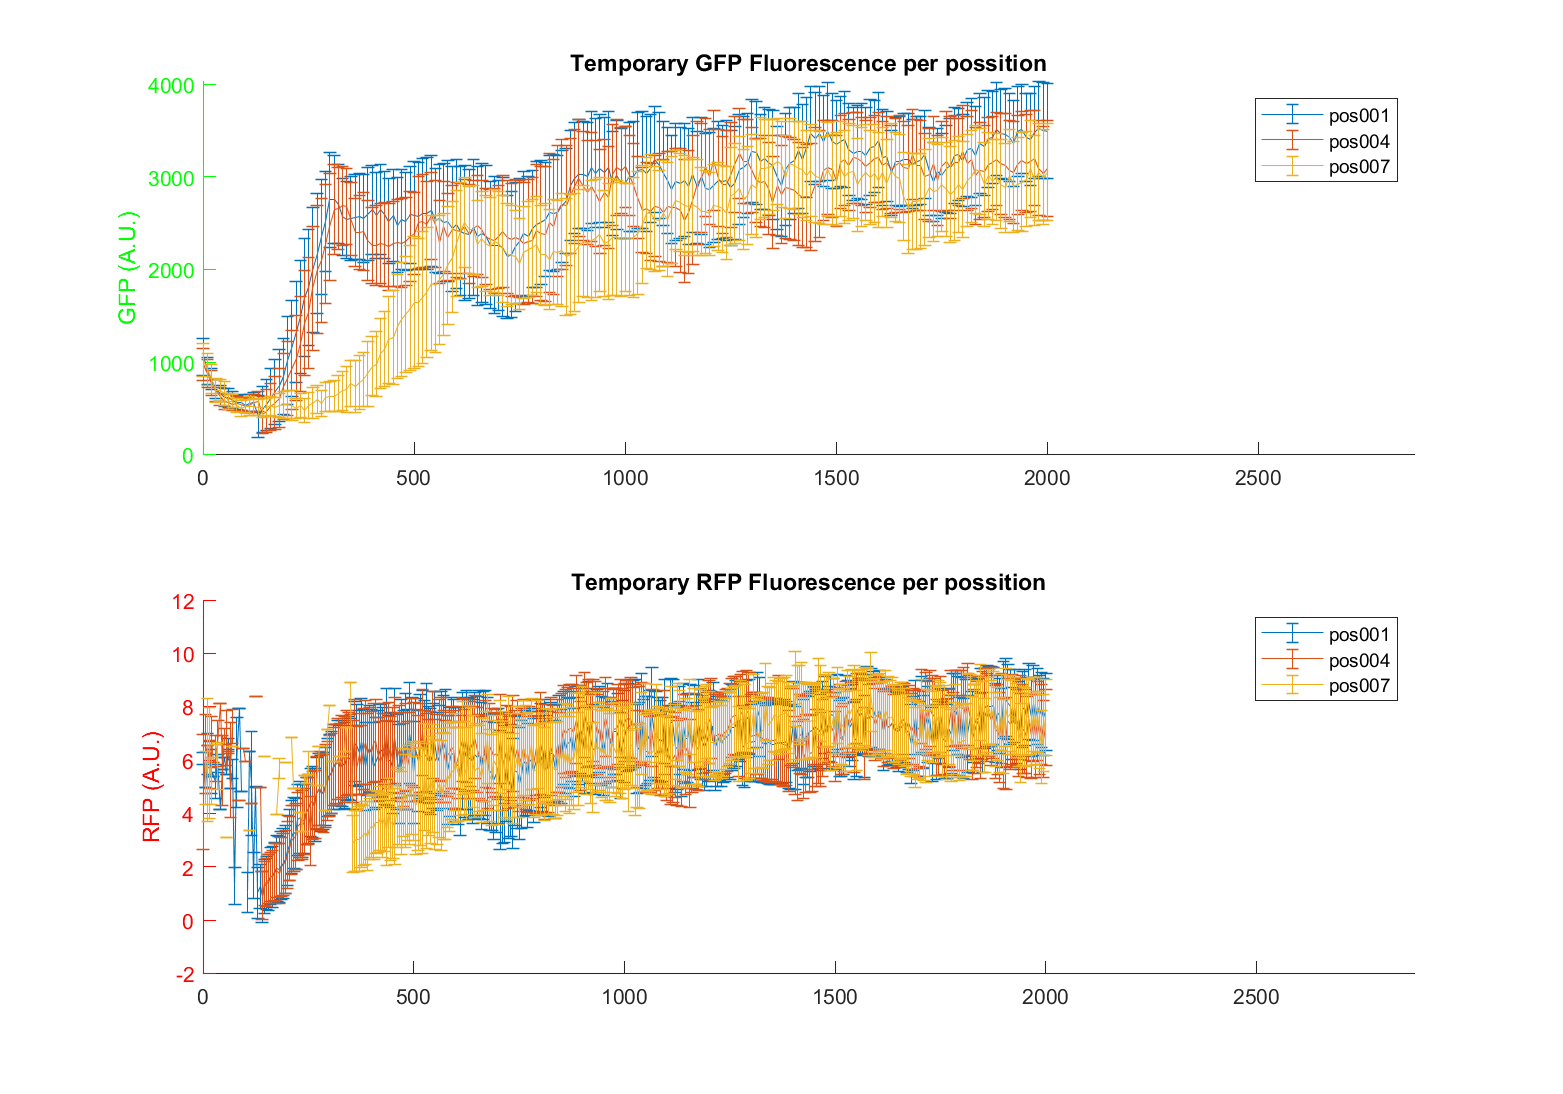 Temporary GFP Fluorescence per possition
4000
3000
2000
1000
0
GFP (A.U.)
0 500 1000 1500 2000 2500
pos001
pos004
pos007
Temporary RFP Fluorescence per possition
12
10
8
6
4
2
0
-2
RFP (A.U.)
0 500 1000 1500 2000 2500
pos001
pos004
pos007